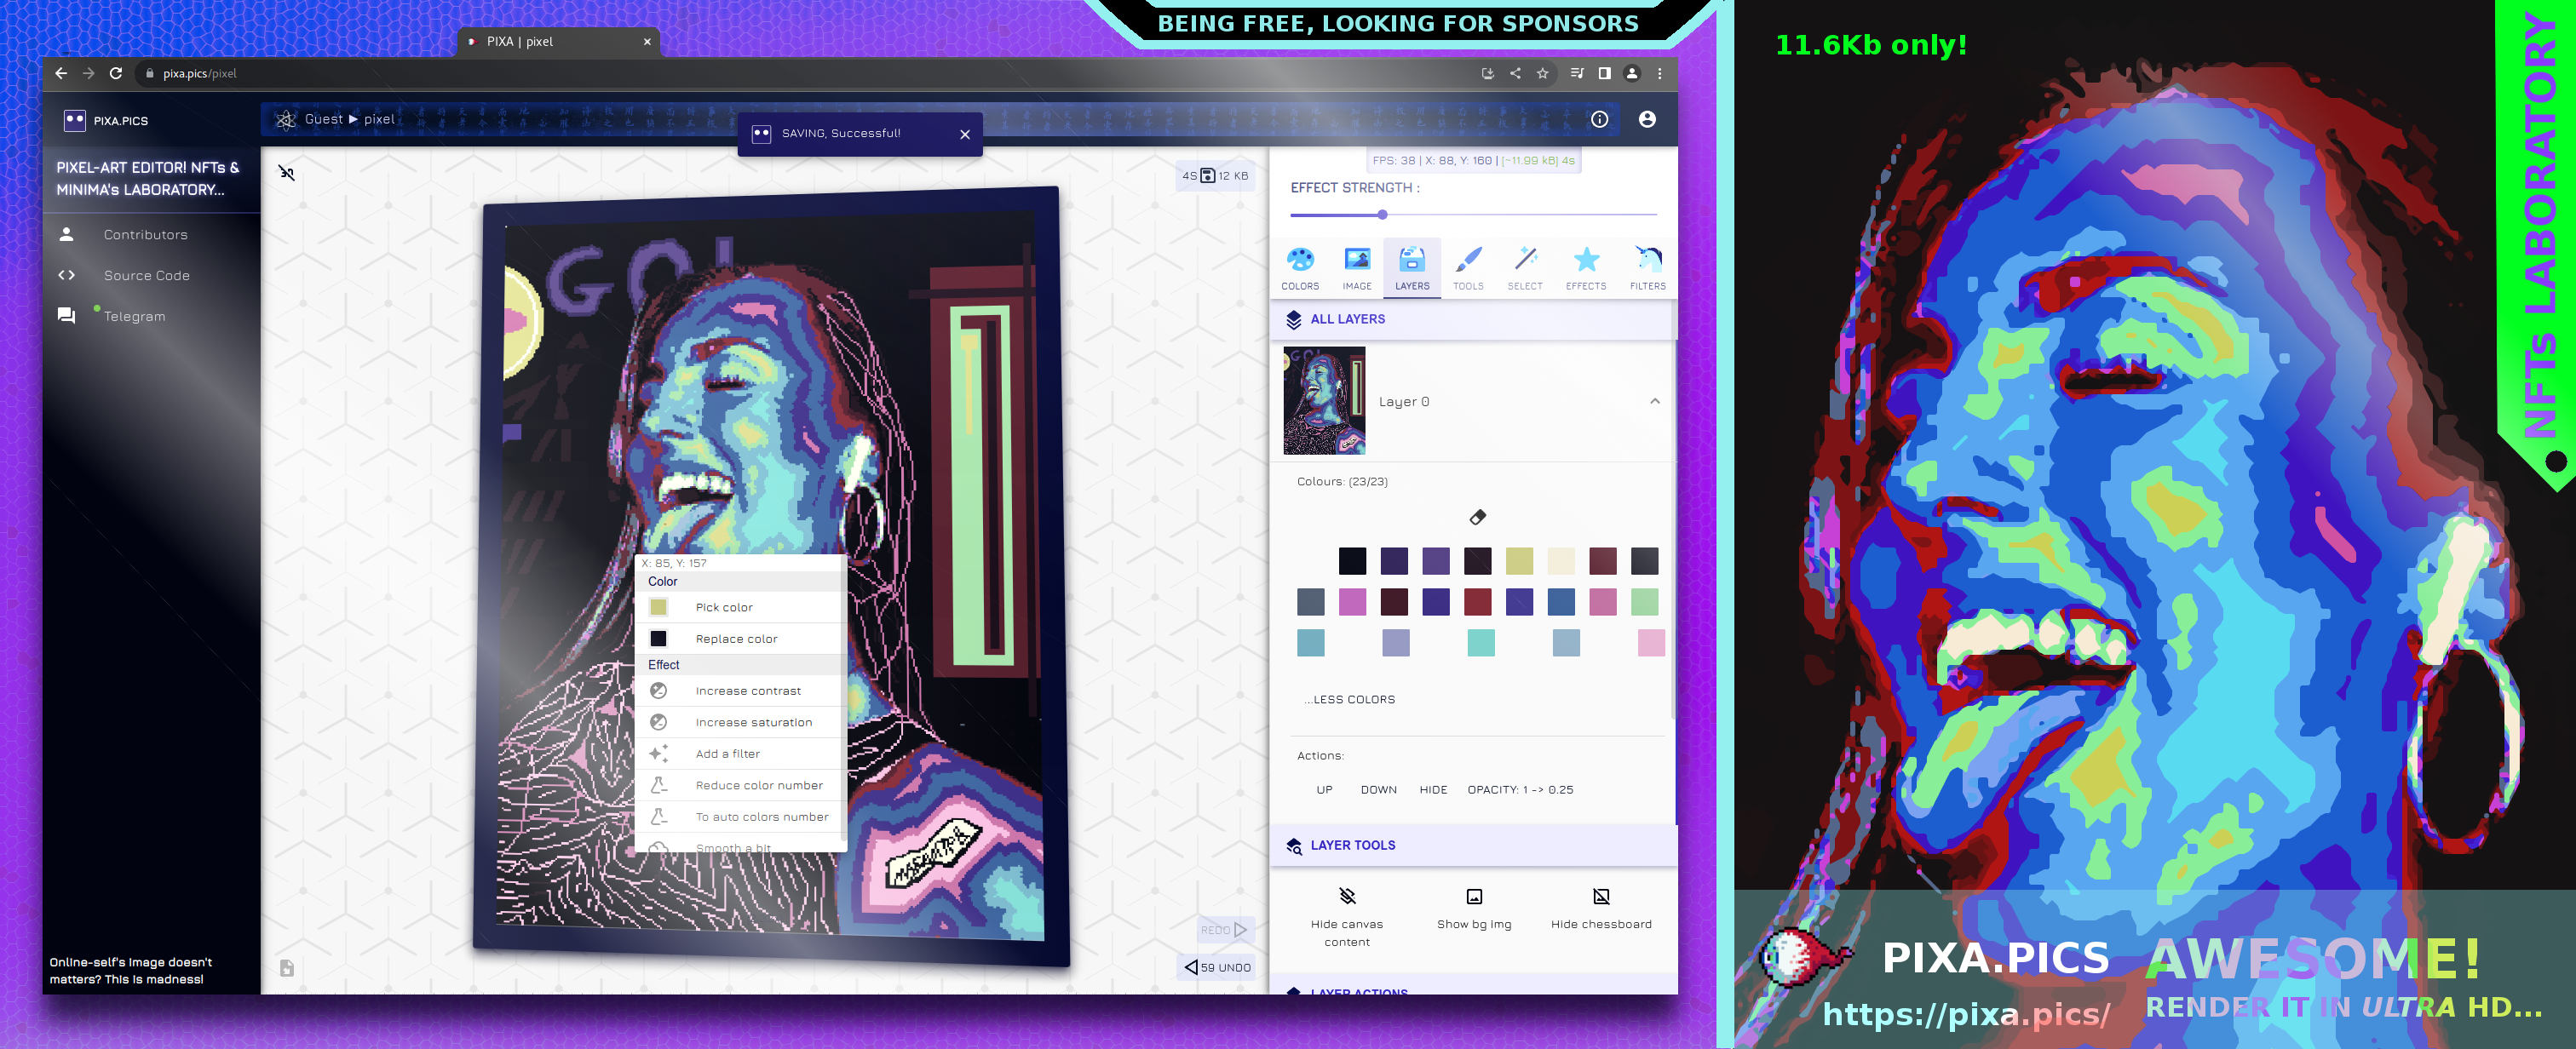 BEING FREE, LOOKING FOR SPONSORS
PIXA | pixel
pixa.pics/pixel
PIXA.PICS
Guest ► pixel
SAVING, Successful!
PIXEL-ART EDITOR! NFTs &
MINIMA's LABORATORY...
Contributors
Source Code
Telegram
Online-self's image doesn't
matters? This is madness!
4S 12 KB
GO
X: 85, Y: 157
Color
Pick color
Replace color
Effect
Increase contrast
Increase saturation
Add a filter
Reduce color number
To auto colors number
Smooth a bit
REDO
59 UNDO
FPS: 38 | X: 88, Y: 160 | [~11.99 kB] 4s
EFFECT STRENGTH :
COLORS IMAGE LAYERS TOOLS SELECT EFFECTS FILTERS
ALL LAYERS
Layer 0
Colours: (23/23)
...LESS COLORS
Actions:
UP DOWN HIDE OPACITY: 1 -> 0.25
LAYER TOOLS
Hide canvas
content
Show bg img
Hide chessboard
LAYER ACTIONS
11.6Kb only!
NFTs LABORATORY
PIXA.PICS
https://pixa.pics/
AWESOME!
RENDER IT IN ULTRA HD...